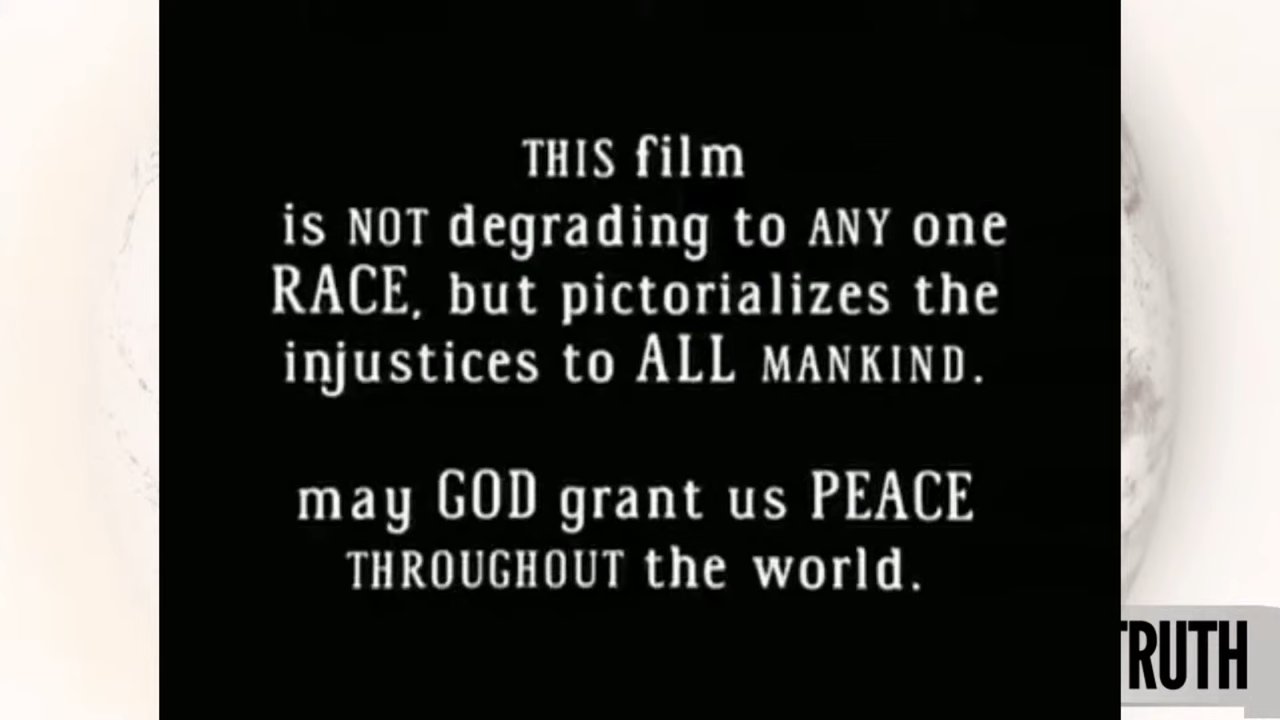 THIS film
is NOT degrading to ANY one
RACE, but pictorializes the
injustices to ALL MANKIND.
may GOD grant us PEACE
THROUGHOUT the world.
TRUTH